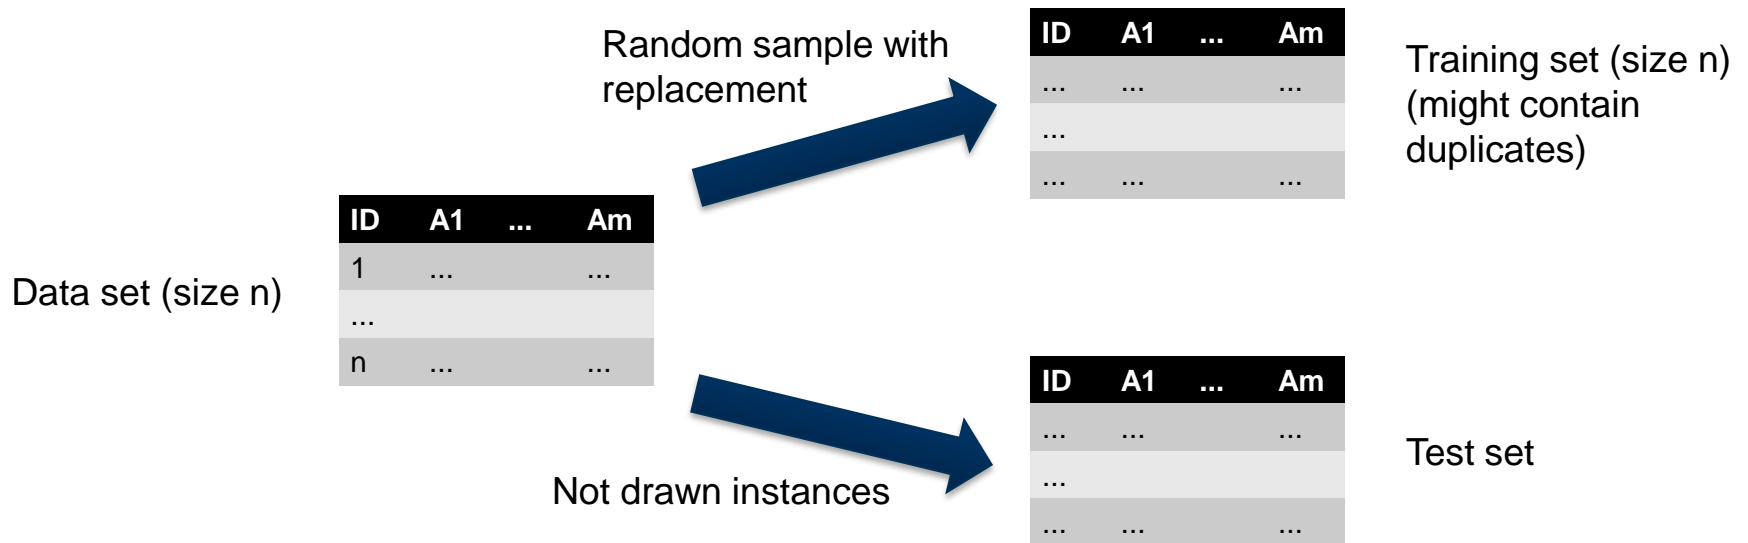 Random sample with
replacement
ID A1 ... Am
... ... ...
...
... ... ...
Training set (size n)
(might contain
duplicates)
Data set (size n)
ID A1 ... Am
1 ... ...
...
n ... ...
Not drawn instances
ID A1 ... Am
... ... ...
...
... ... ...
Test set